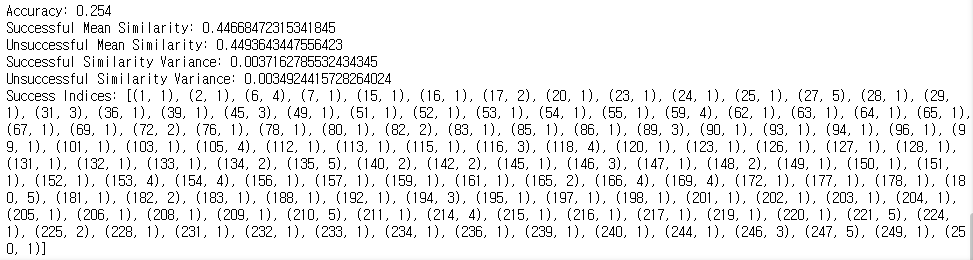 Accuracy: 0.254
Successful Mean Similarity: 0.44668472315341845
Unsuccessful Mean Similarity: 0.4493643447556423
Successful Similarity Variance: 0.0037162785532434345
Unsuccessful Similarity Variance: 0.0034924415728264024
Success Indices: [(1, 1), (2, 1), (6, 4), (7, 1), (15, 1), (16, 1), (17, 2), (20, 1), (23, 1), (24, 1), (25, 1), (27, 5), (28, 1), (29,
1), (31, 3), (36, 1), (39, 1), (45, 3), (49, 1), (51, 1), (52, 1), (53, 1), (54, 1), (55, 1), (59, 4), (62, 1), (63, 1), (64, 1), (65, 1),
(67, 1), (69, 1), (72, 2), (76, 1), (78, 1), (80, 1), (82, 2), (83, 1), (85, 1), (86, 1), (89, 3), (90, 1), (93, 1), (94, 1), (96, 1), (9
9, 1), (101, 1), (103, 1), (105, 4), (112, 1), (113, 1), (115, 1), (116, 3), (118, 4), (120, 1), (123, 1), (126, 1), (127, 1), (128, 1),
(131, 1), (132, 1), (133, 1), (134, 2), (135, 5), (140, 2), (142, 2), (145, 1), (146, 3), (147, 1), (148, 2), (149, 1), (150, 1), (151,
1), (152, 1), (153, 4), (154, 4), (156, 1), (157, 1), (159, 1), (161, 1), (165, 2), (166, 4), (169, 4), (172, 1), (177, 1), (178, 1), (18
0, 5), (181, 1), (182, 2), (183, 1), (188, 1), (192, 1), (194, 3), (195, 1), (197, 1), (198, 1), (201, 1), (202, 1), (203, 1), (204, 1),
(205, 1), (206, 1), (208, 1), (209, 1), (210, 5), (211, 1), (214, 4), (215, 1), (216, 1), (217, 1), (219, 1), (220, 1), (221, 5), (224,
1), (225, 2), (228, 1), (231, 1), (232, 1), (233, 1), (234, 1), (236, 1), (239, 1), (240, 1), (244, 1), (246, 3), (247, 5), (249, 1), (25
0, 1)]